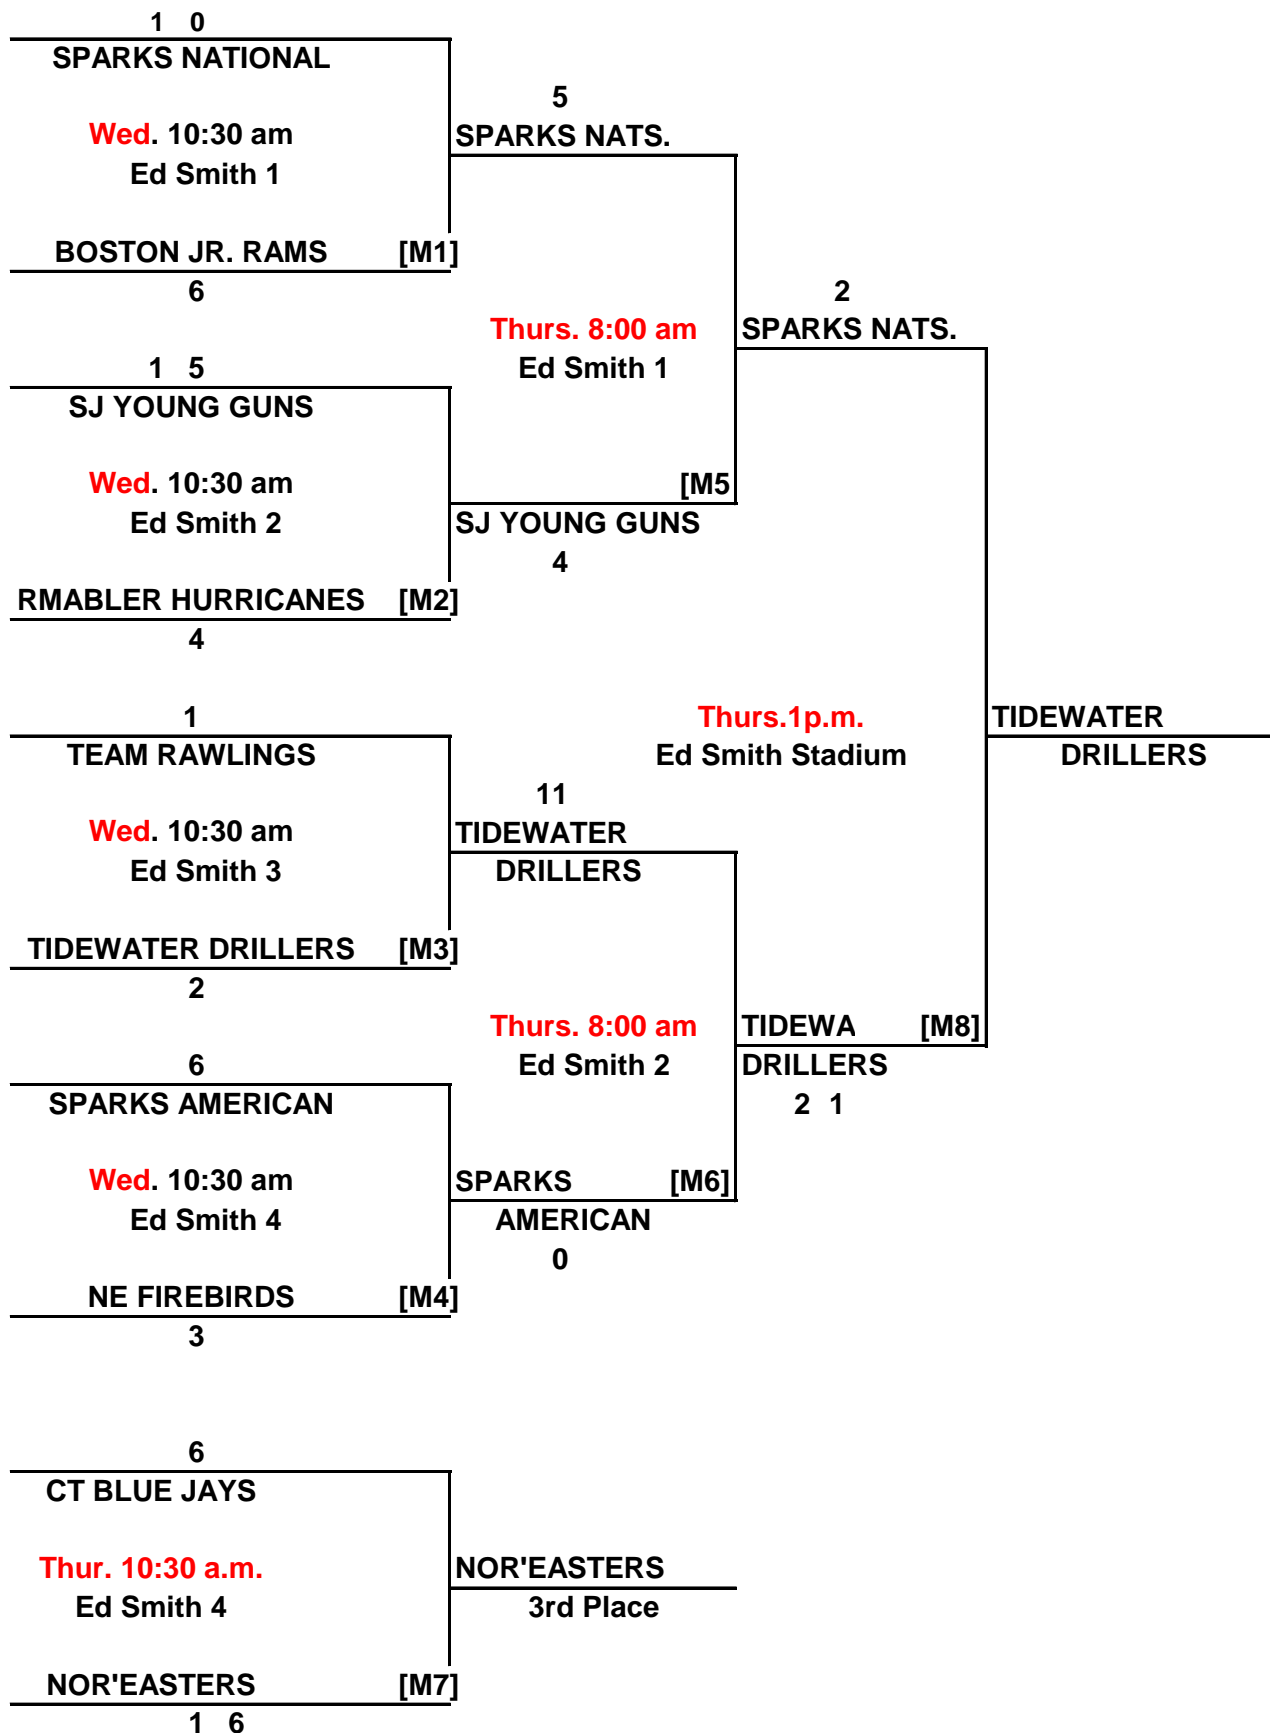 1 0
SPARKS NATIONAL
5
Wed. 10:30 am
SPARKS NATS.
Ed Smith 1
BOSTON JR. RAMS [M1]
6
2
Thurs. 8:00 am
SPARKS NATS.
1 5
Ed Smith 1
SJ YOUNG GUNS
Wed. 10:30 am
[M5
Ed Smith 2
SJ YOUNG GUNS
4
RMABLER HURRICANES [M2]
4
1
Thurs.1p.m.
TIDEWATER
TEAM RAWLINGS
Ed Smith Stadium
DRILLERS
11
Wed. 10:30 am
TIDEWATER
Ed Smith 3
DRILLERS
TIDEWATER DRILLERS [M3]
2
Thurs. 8:00 am
TIDEWA [M8]
6
Ed Smith 2
DRILLERS
SPARKS AMERICAN
2 1
Wed. 10:30 am
SPARKS [M6]
Ed Smith 4
AMERICAN
0
NE FIREBIRDS [M4]
3
6
CT BLUE JAYS
Thur. 10:30 a.m.
NOR'EASTERS
Ed Smith 4
3rd Place
NOR'EASTERS [M7]
1 6